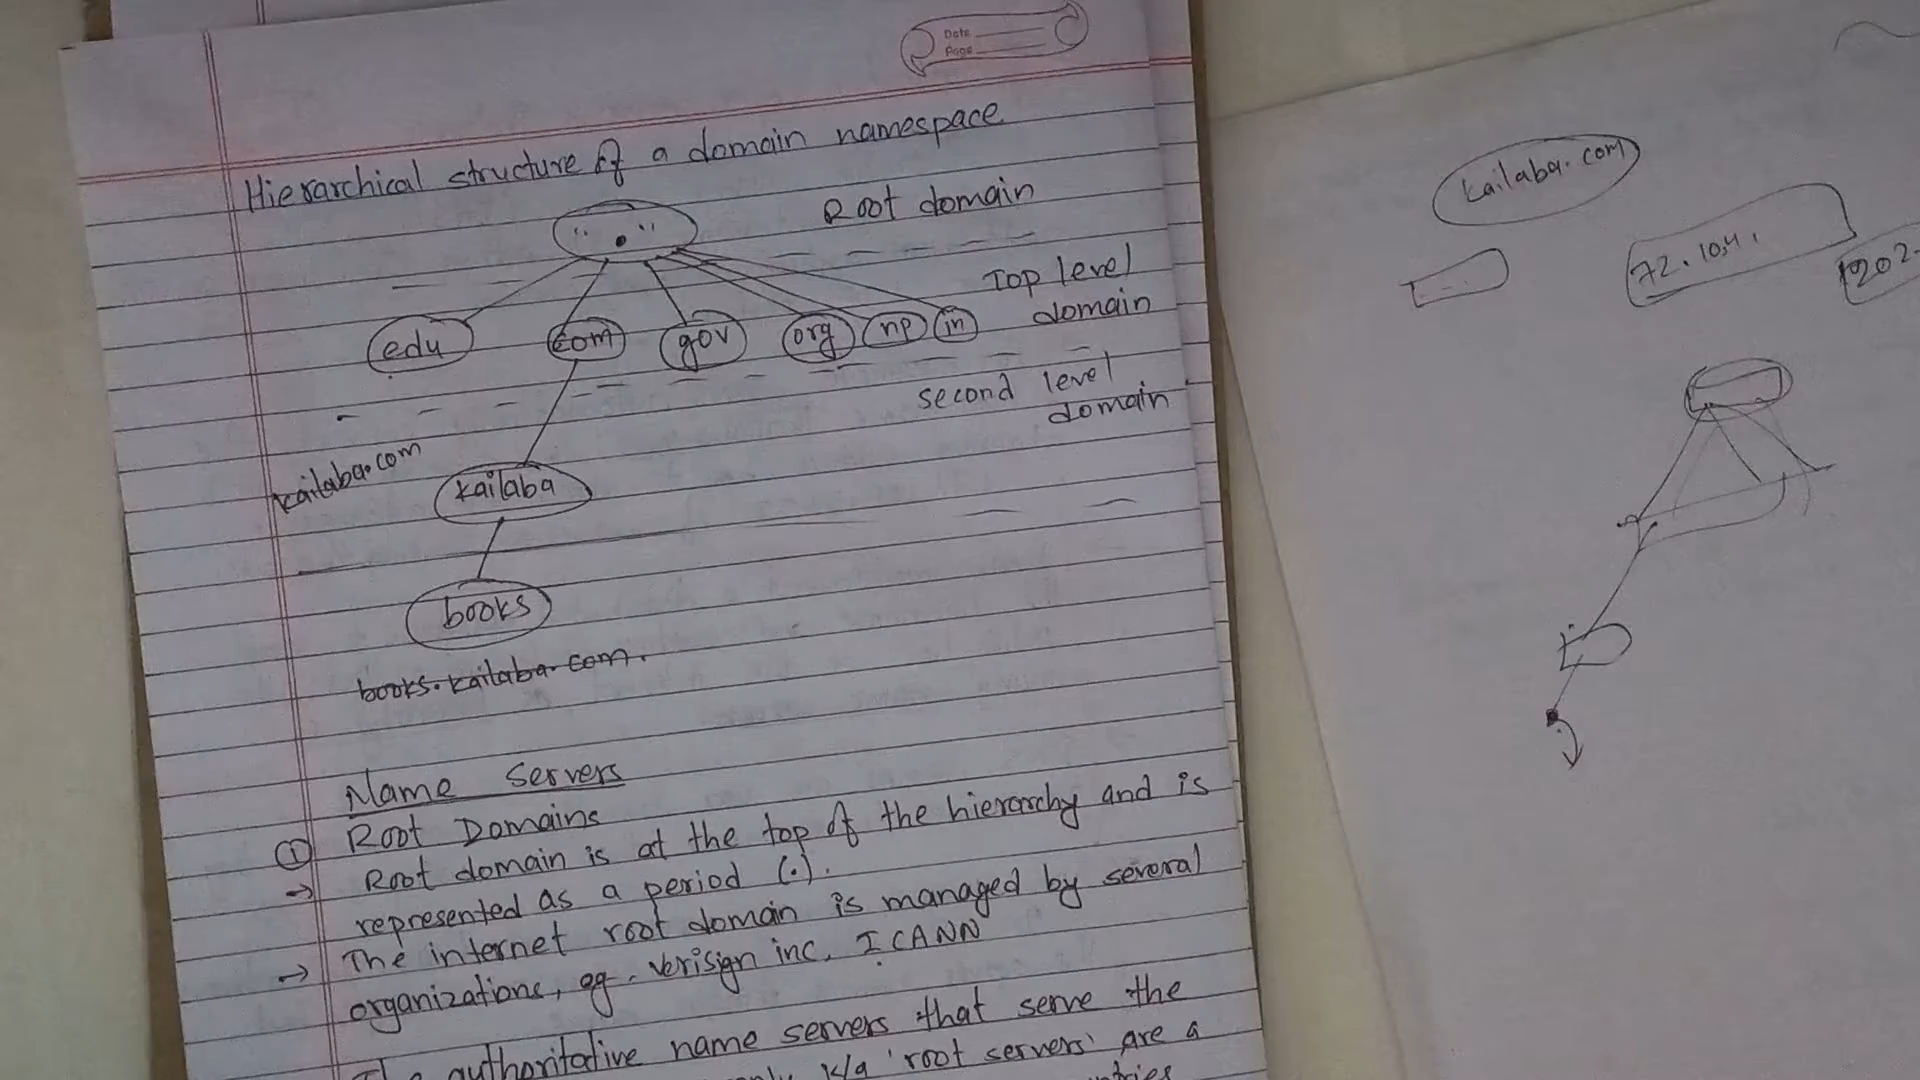 Date
Page
Hierarchical structure of a domain namespace
Root domain
Top level
domain
edu com gov org np in
second level
domain
kailaba.com
kailaba
books
books.kailaba.com.
Name Servers
① Root Domains
→ Root domain is at the top of the hierarchy and is
represented as a period (.).
→ The internet root domain is managed by several
organizations, eg. Verisign inc, ICANN
authoritative name servers that serve the
k/a 'root servers' are a
kailaba.com
72.10.4.
202.